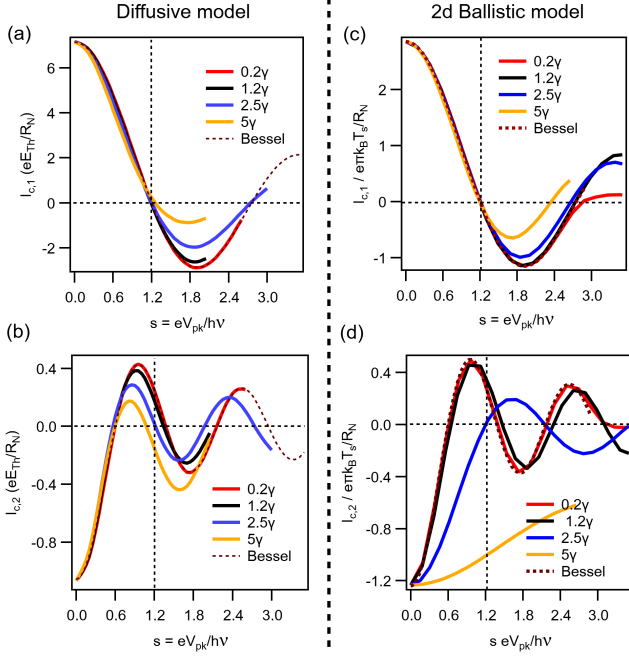 Diffusive model
2d Ballistic model
(a)
6
4
2
0
-2
I_c,1 (eE_Th/R_N)
0.2γ
1.2γ
2.5γ
5γ
Bessel
0.0 0.6 1.2 1.8 2.4 3.0
s = eV_pk/hν
(c)
2
1
0
-1
I_c,1 / eπk_BT_s/R_N
0.2γ
1.2γ
2.5γ
5γ
Bessel
0.0 0.6 1.2 1.8 2.4 3.0
s = eV_pk/hν
(b)
0.4
0.0
-0.4
-0.8
I_c,2 (eE_Th/R_N)
0.2γ
1.2γ
2.5γ
5γ
Bessel
0.0 0.6 1.2 1.8 2.4 3.0
s = eV_pk/hν
(d)
0.4
0.0
-0.4
-0.8
-1.2
I_c,2 / eπk_BT_s/R_N
0.2γ
1.2γ
2.5γ
5γ
Bessel
0.0 0.6 1.2 1.8 2.4 3.0
s eV_pk/hν